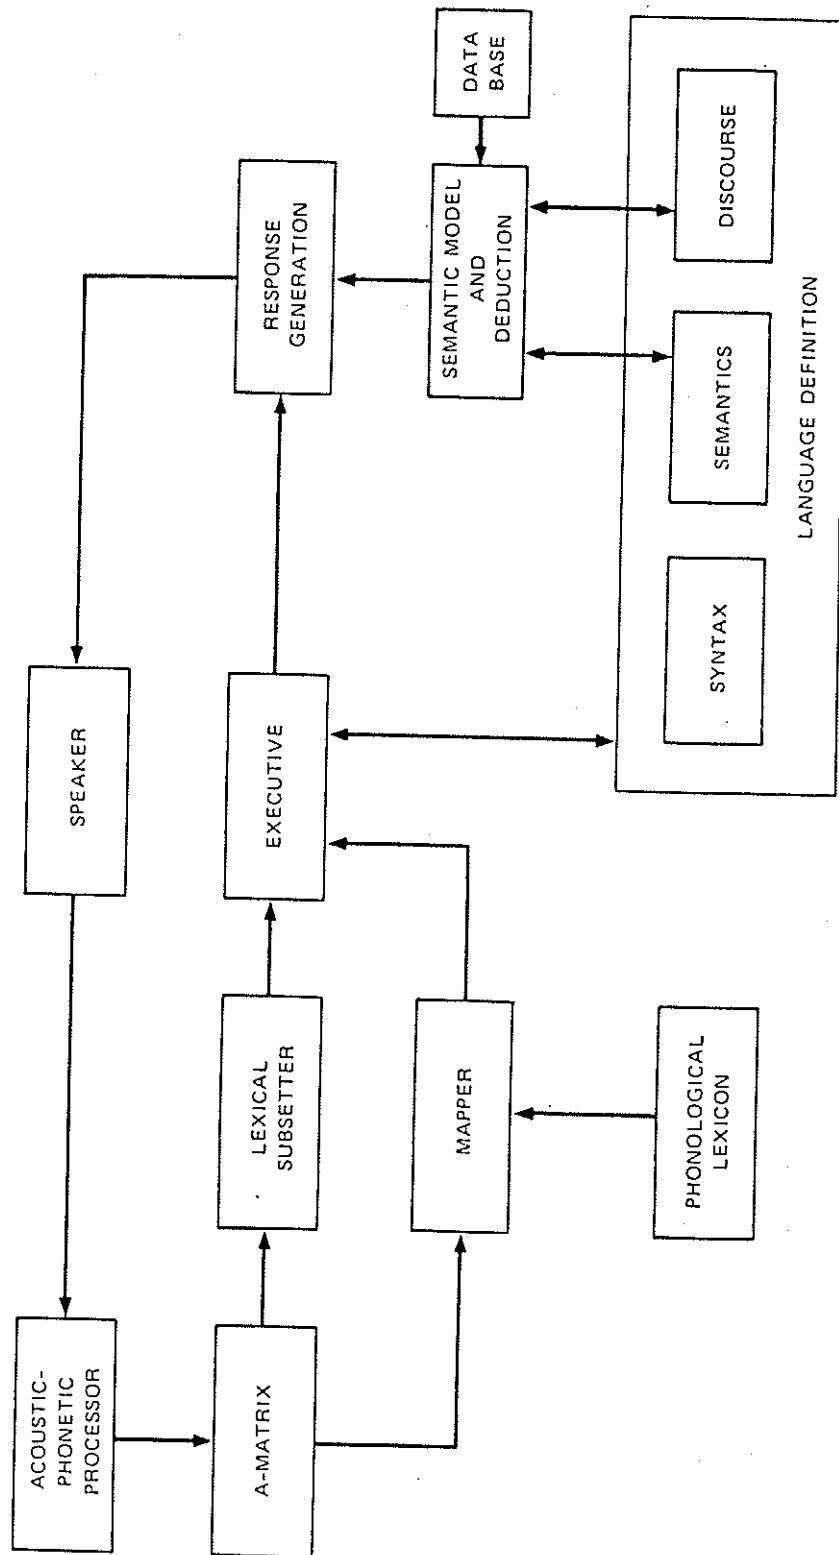 ACOUSTIC-
PHONETIC
PROCESSOR
SPEAKER
RESPONSE
GENERATION
A-MATRIX
LEXICAL
SUBSETTER
EXECUTIVE
MAPPER
SEMANTIC MODEL
AND
DEDUCTION
DATA
BASE
PHONOLOGICAL
LEXICON
SYNTAX
SEMANTICS
DISCOURSE
LANGUAGE DEFINITION